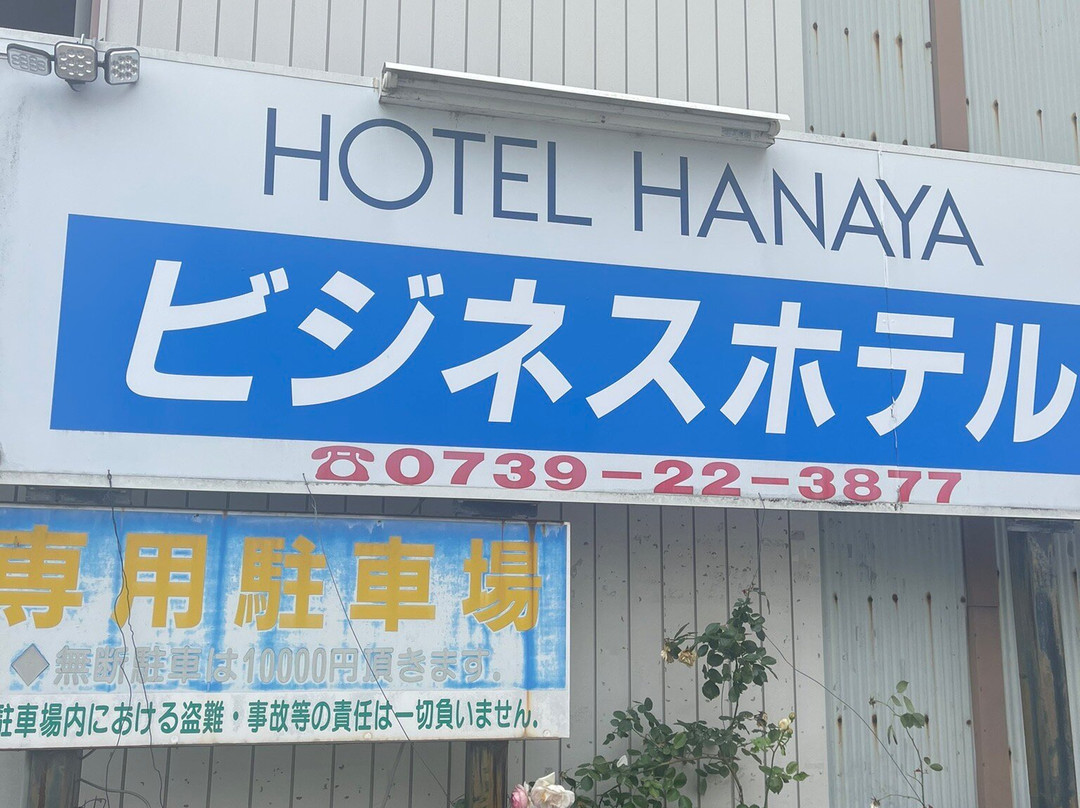 HOTEL HANAYA
ビジネスホテル
☎0739-22-3877
専用駐車場
◆無断駐車は10000円頂きます.
駐車場内における盗難・事故等の責任は一切負いません.